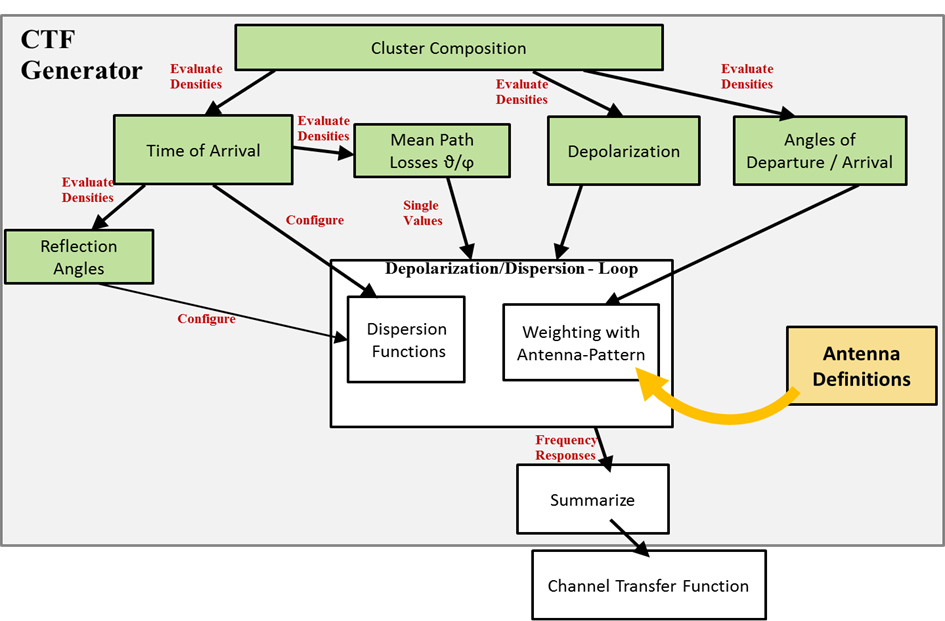 CTF
Generator
Cluster Composition
Evaluate
Densities
Evaluate
Densities
Evaluate
Densities
Time of Arrival
Evaluate
Densities
Mean Path
Losses ϑ/φ
Depolarization
Angles of
Departure / Arrival
Evaluate
Densities
Single
Values
Configure
Reflection
Angles
Depolarization/Dispersion - Loop
Configure
Dispersion
Functions
Weighting with
Antenna-Pattern
Antenna
Definitions
Frequency
Responses
Summarize
Channel Transfer Function